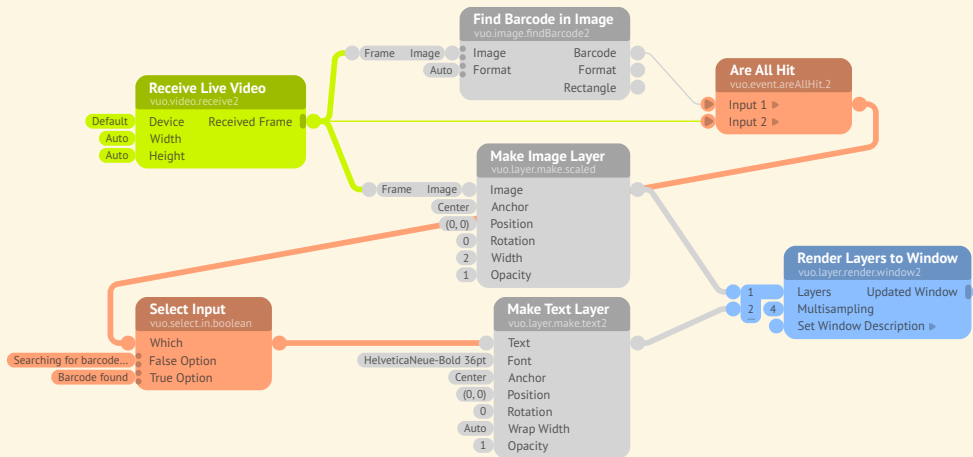 Find Barcode in Image
vuo.image.findBarcode2
Frame Image Image Barcode
Auto Format Format
Rectangle
Are All Hit
vuo.event.areAllHit.2
Input 1
Input 2
Receive Live Video
vuo.video.receive2
Default Device Received Frame
Auto Width
Auto Height
Make Image Layer
vuo.layer.make.scaled
Frame Image Image
Center Anchor
(0, 0) Position
0 Rotation
2 Width
1 Opacity
Render Layers to Window
vuo.layer.render.window2
1 Layers Updated Window
2 4 Multisampling
Set Window Description
Select Input
vuo.select.in.boolean
Which
Searching for barcode... False Option
Barcode found True Option
Make Text Layer
vuo.layer.make.text2
Text
HelveticaNeue-Bold 36pt Font
Center Anchor
(0, 0) Position
0 Rotation
Auto Wrap Width
1 Opacity